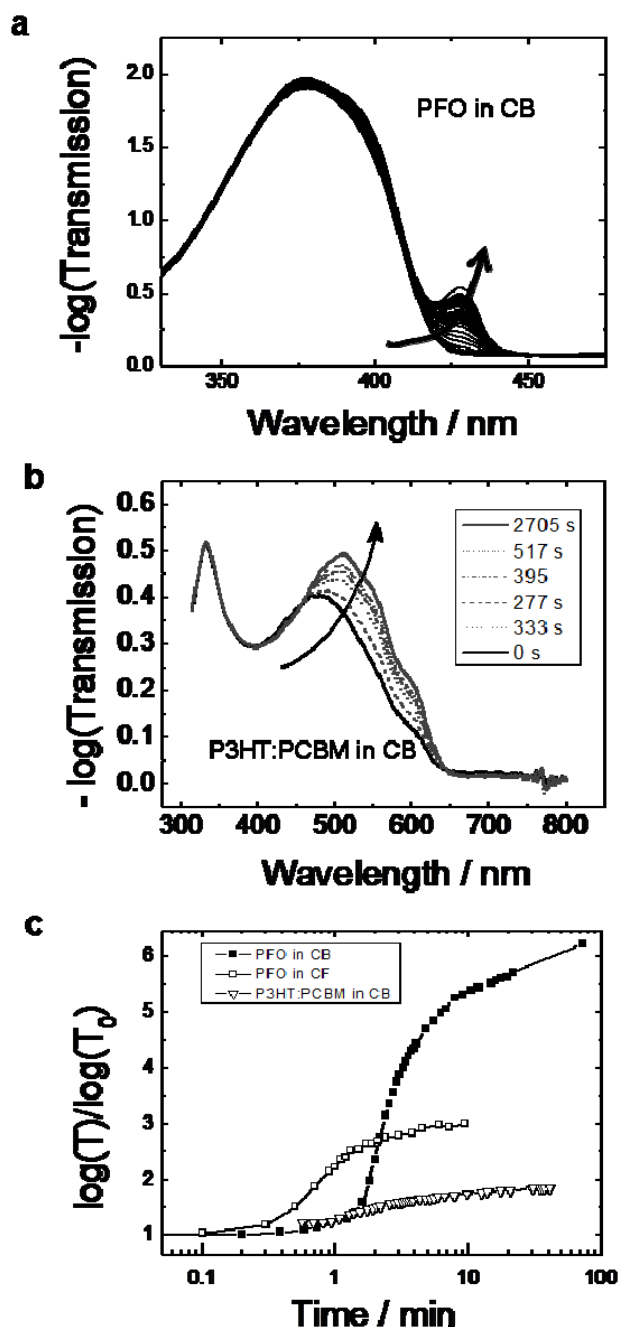 a
PFO in CB
-log(Transmission)
2.0
1.5
1.0
0.5
0.0
350 400 450
Wavelength / nm
b
- log(Transmission)
0.6
0.5
0.4
0.3
0.2
0.1
0.0
2705 s
517 s
395
277 s
333 s
0 s
P3HT:PCBM in CB
300 400 500 600 700 800
Wavelength / nm
c
log(T)/log(T0)
6
5
4
3
2
1
PFO in CB
PFO in CF
P3HT:PCBM in CB
0.1 1 10 100
Time / min